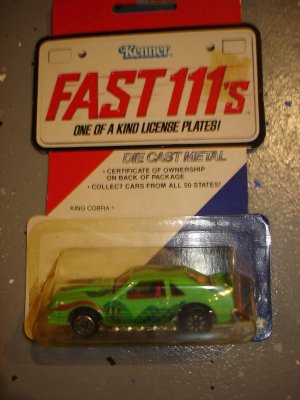 Kenner
FAST 111's
ONE OF A KIND LICENSE PLATES!
DIE CAST METAL
• CERTIFICATE OF OWNERSHIP
ON BACK OF PACKAGE
• COLLECT CARS FROM ALL 50 STATES!
KING COBRA